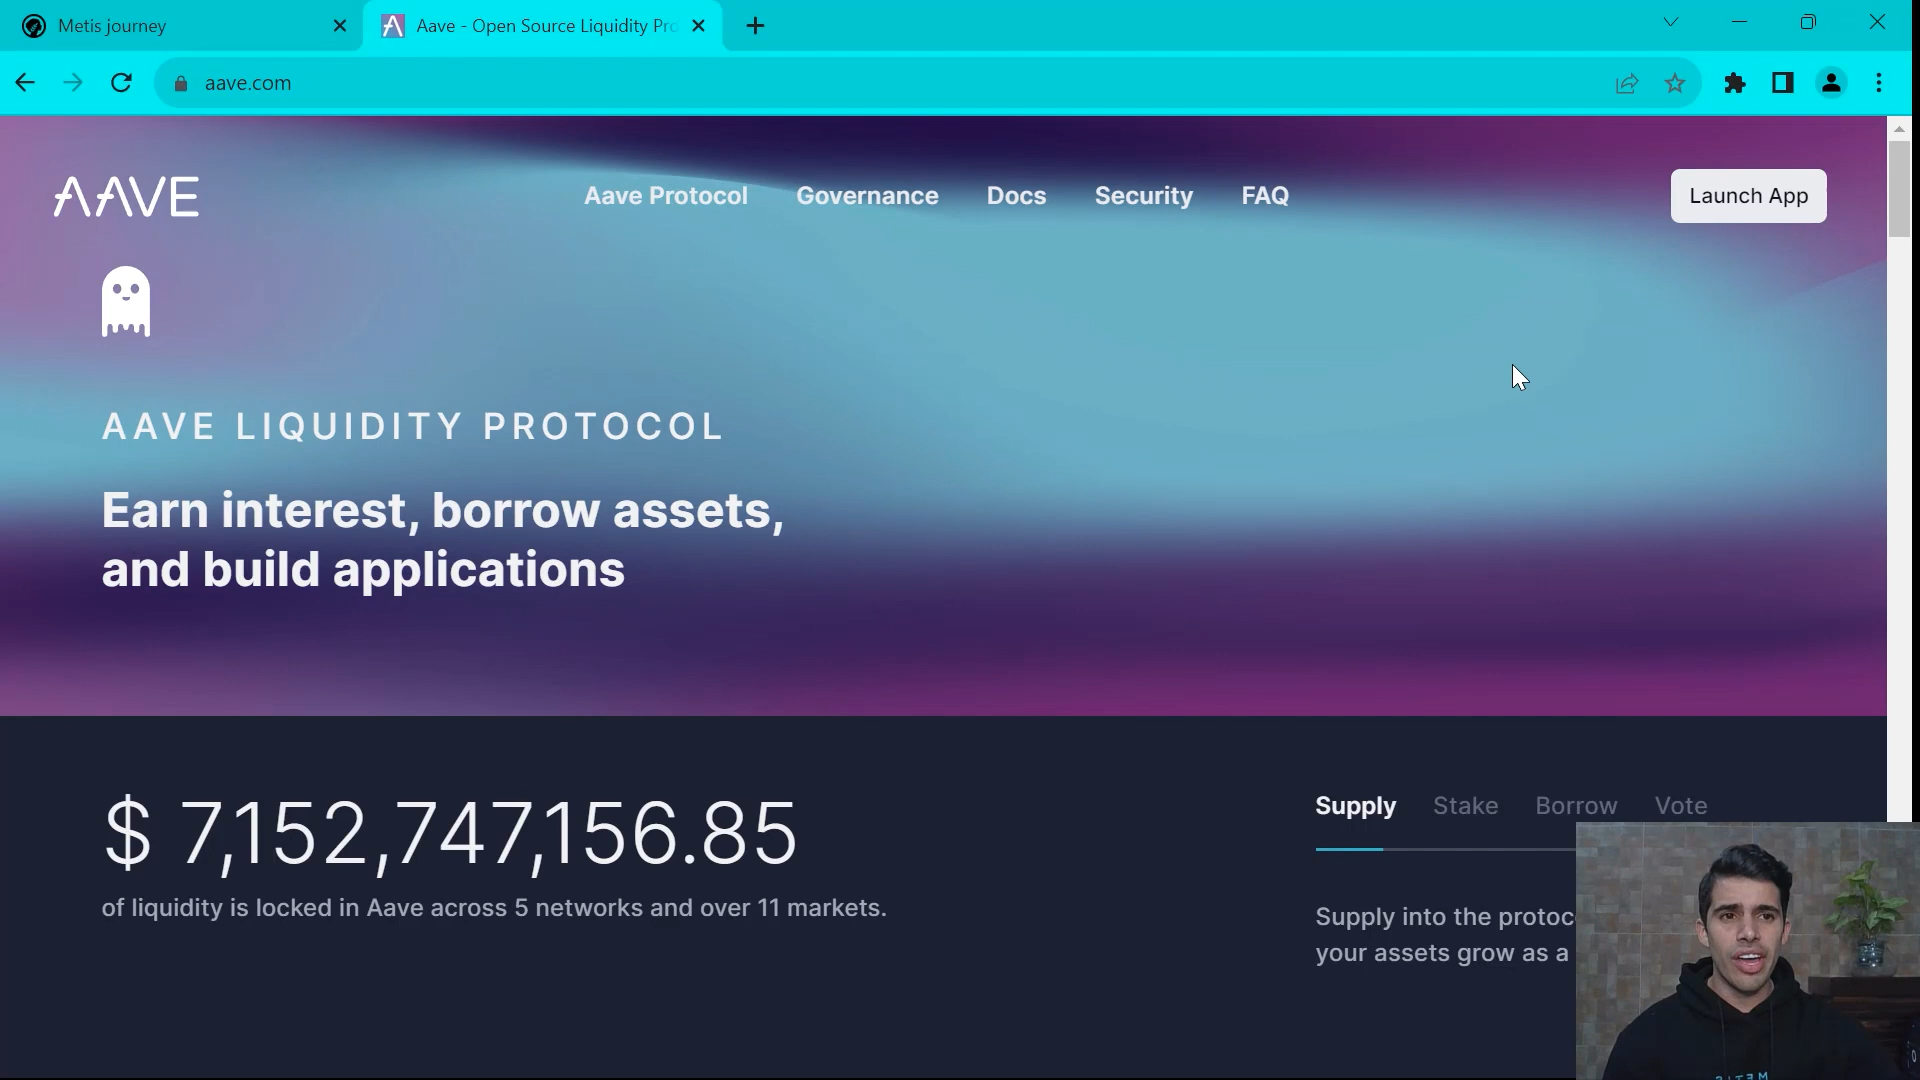 Metis journey
Aave - Open Source Liquidity Pro
aave.com
AAVE
Aave Protocol
Governance
Docs
Security
FAQ
Launch App
AAVE LIQUIDITY PROTOCOL
Earn interest, borrow assets,
and build applications
$ 7,152,747,156.85
of liquidity is locked in Aave across 5 networks and over 11 markets.
Supply
Stake
Borrow
Vote
Supply into the protoc
your assets grow as a
METIS